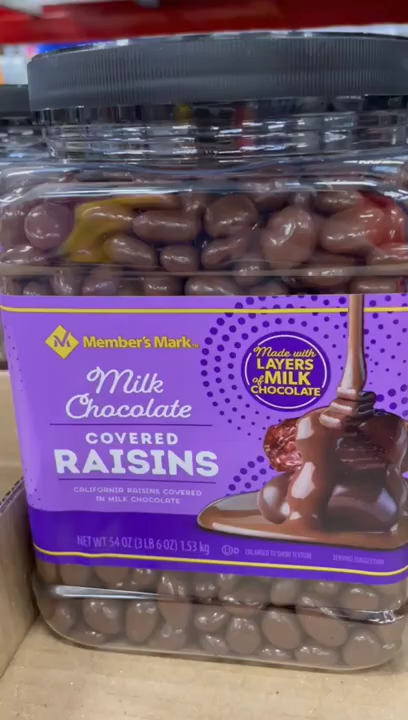 Member's Mark™
Milk
Chocolate
COVERED
RAISINS
CALIFORNIA RAISINS COVERED
IN MILK CHOCOLATE
Made with
LAYERS
of MILK
CHOCOLATE
NET WT 54 OZ (3 LB 6 OZ) 1.53 kg
ENLARGED TO SHOW TEXTURE
SERVING SUGGESTION